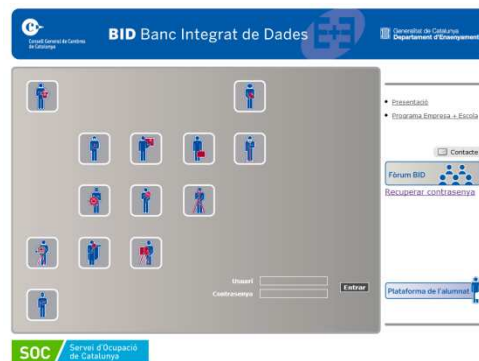 Consell General de Cambres
de Catalunya
BID Banc Integrat de Dades
Generalitat de Catalunya
Departament d'Ensenyament
Presentació
Programa Empresa + Escola
Contacte
Fòrum BID
Recuperar contrasenya
Usuari
Contrasenya
Entrar
Plataforma de l'alumnat
SOC
Servei d'Ocupació
de Catalunya